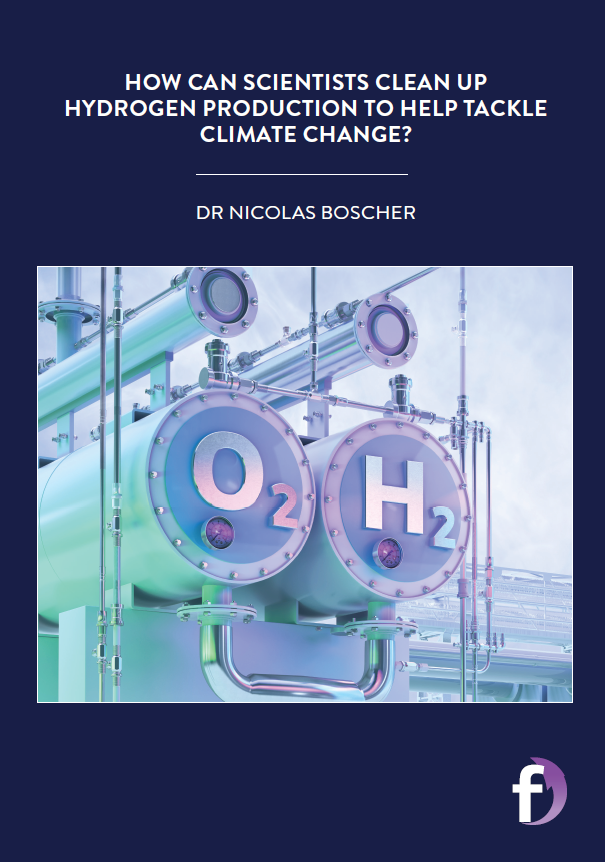 HOW CAN SCIENTISTS CLEAN UP
HYDROGEN PRODUCTION TO HELP TACKLE
CLIMATE CHANGE?
DR NICOLAS BOSCHER
O2
H2
f